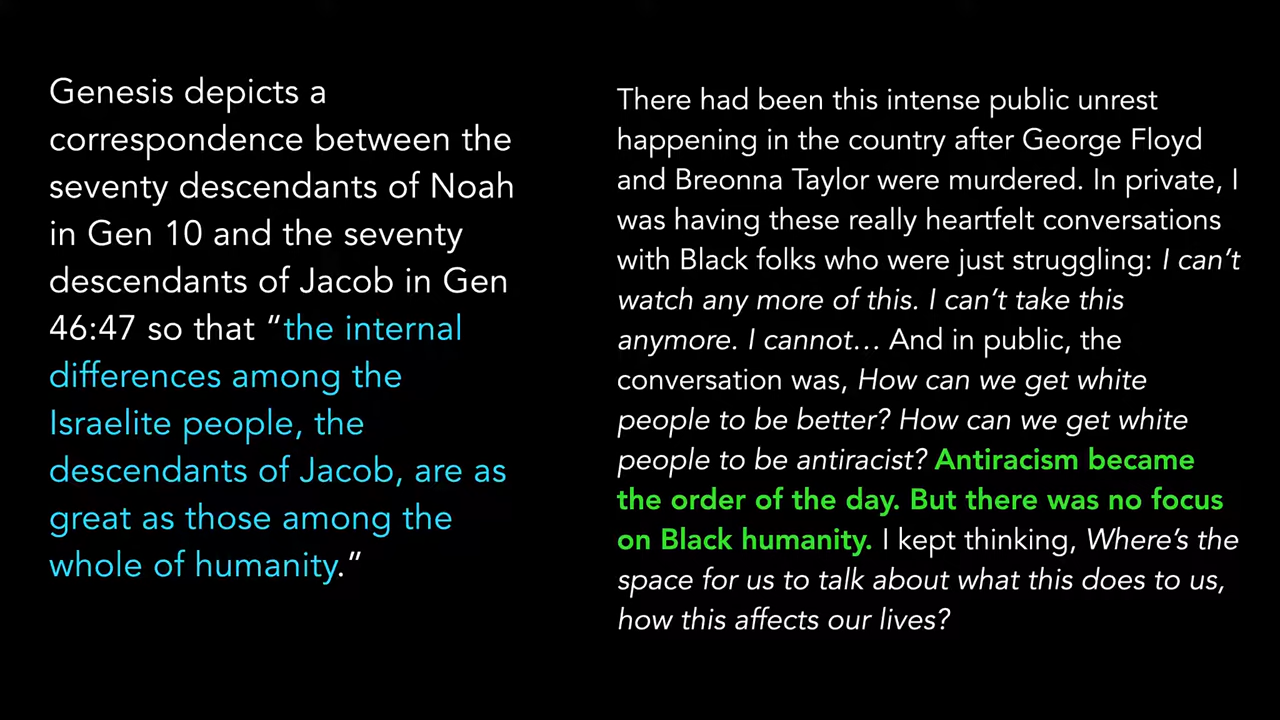 Genesis depicts a
correspondence between the
seventy descendants of Noah
in Gen 10 and the seventy
descendants of Jacob in Gen
46:47 so that “the internal
differences among the
Israelite people, the
descendants of Jacob, are as
great as those among the
whole of humanity.”
There had been this intense public unrest
happening in the country after George Floyd
and Breonna Taylor were murdered. In private, I
was having these really heartfelt conversations
with Black folks who were just struggling: I can’t
watch any more of this. I can’t take this
anymore. I cannot… And in public, the
conversation was, How can we get white
people to be better? How can we get white
people to be antiracist? Antiracism became
the order of the day. But there was no focus
on Black humanity. I kept thinking, Where’s the
space for us to talk about what this does to us,
how this affects our lives?